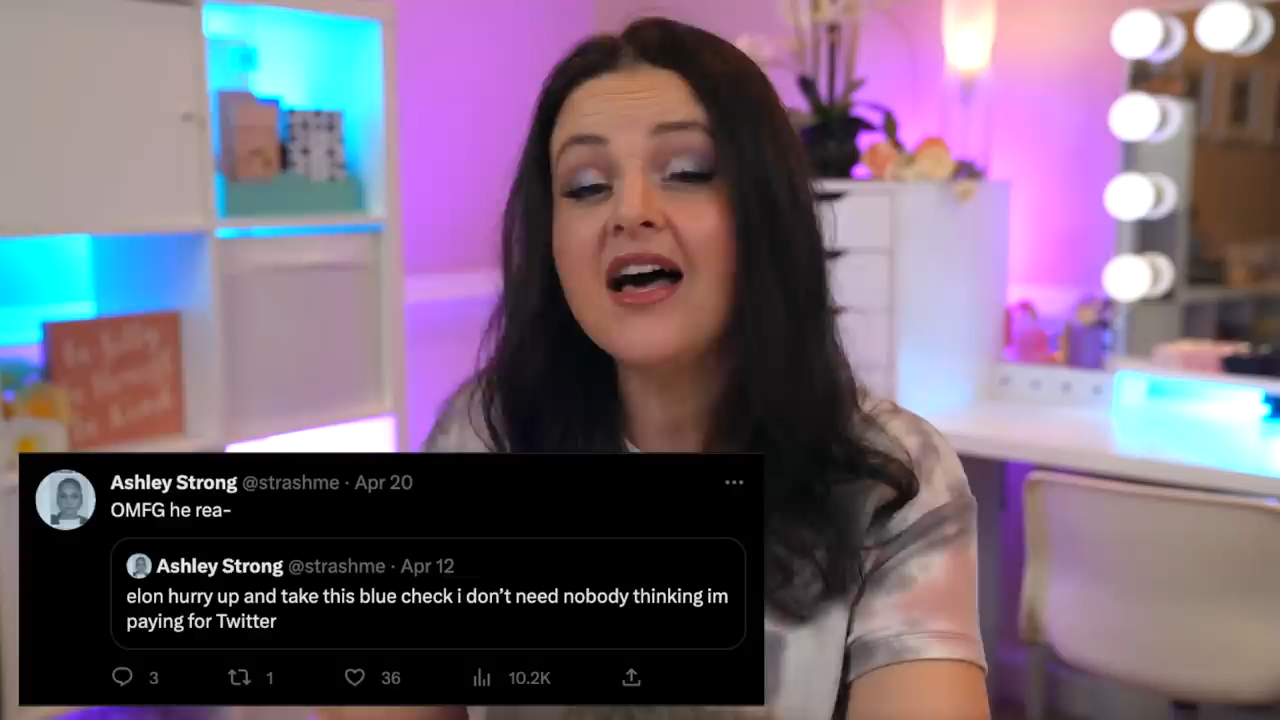 Ashley Strong @strashme · Apr 20
OMFG he rea-
Ashley Strong @strashme · Apr 12
elon hurry up and take this blue check i don't need nobody thinking im
paying for Twitter
3 1 36 10.2K